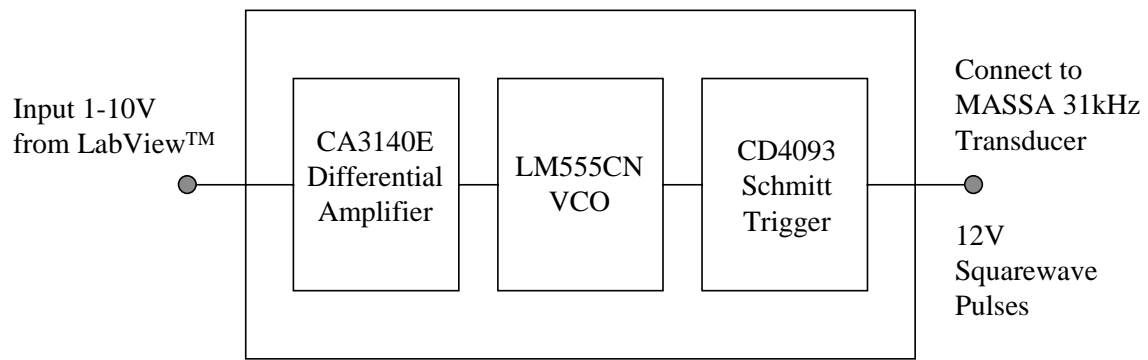 Input 1-10V
from LabView™
CA3140E
Differential
Amplifier
LM555CN
VCO
CD4093
Schmitt
Trigger
Connect to
MASSA 31kHz
Transducer
12V
Squarewave
Pulses